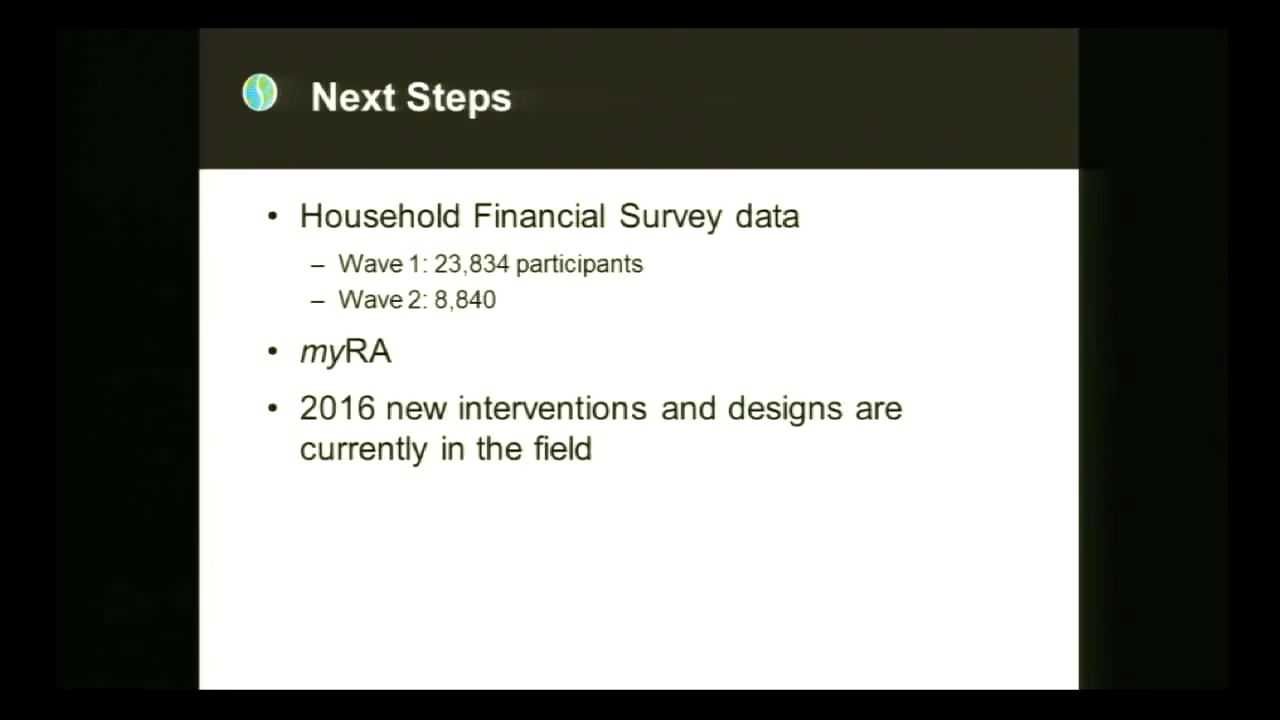 Next Steps
• Household Financial Survey data
– Wave 1: 23,834 participants
– Wave 2: 8,840
• myRA
• 2016 new interventions and designs are
currently in the field